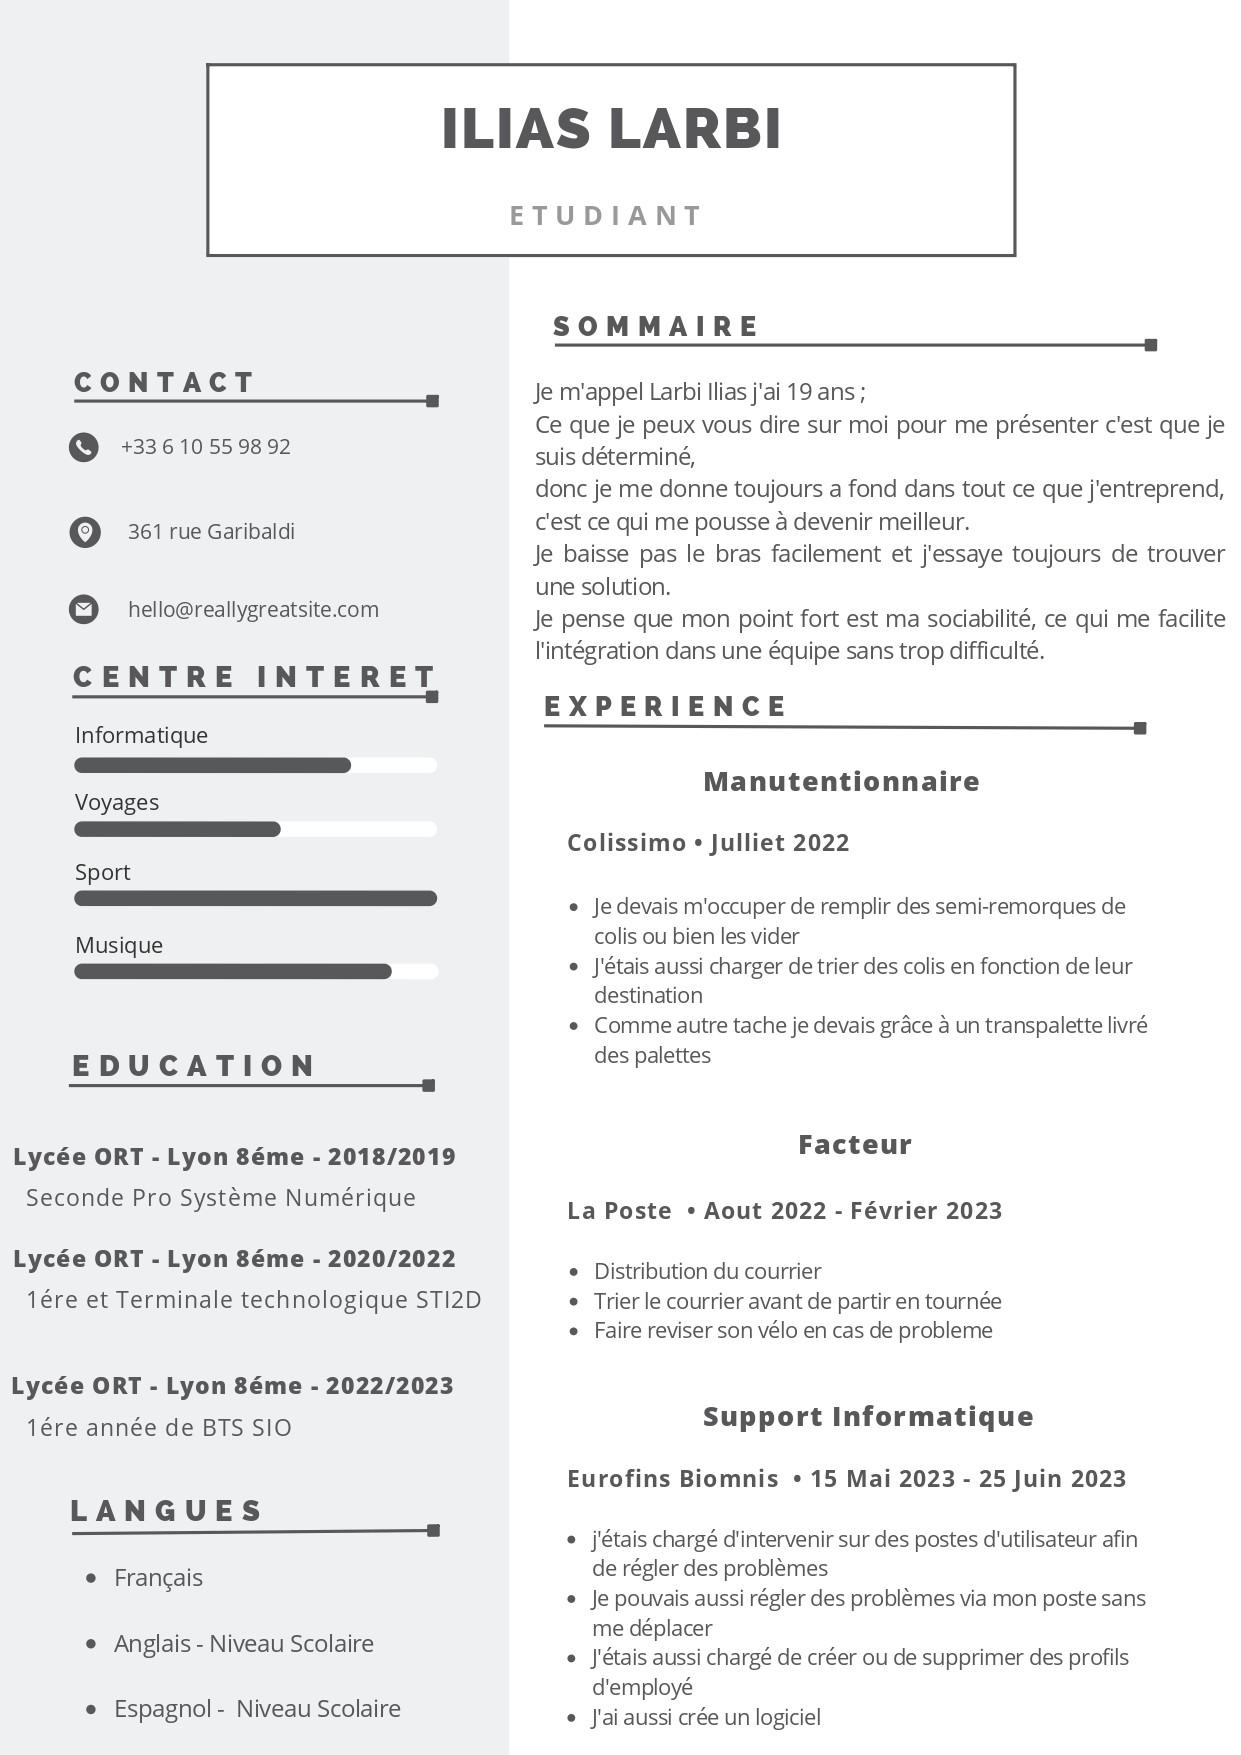 ILIAS LARBI
ETUDIANT
CONTACT
+33 6 10 55 98 92
361 rue Garibaldi
hello@reallygreatsite.com
CENTRE INTERET
Informatique
Voyages
Sport
Musique
EDUCATION
Lycée ORT - Lyon 8éme - 2018/2019
Seconde Pro Système Numérique
Lycée ORT - Lyon 8éme - 2020/2022
1ére et Terminale technologique STI2D
Lycée ORT - Lyon 8éme - 2022/2023
1ére année de BTS SIO
LANGUES
• Français
• Anglais - Niveau Scolaire
• Espagnol - Niveau Scolaire
SOMMAIRE
Je m'appel Larbi Ilias j'ai 19 ans ;
Ce que je peux vous dire sur moi pour me présenter c'est que je
suis déterminé,
donc je me donne toujours a fond dans tout ce que j'entreprend,
c'est ce qui me pousse à devenir meilleur.
Je baisse pas le bras facilement et j'essaye toujours de trouver
une solution.
Je pense que mon point fort est ma sociabilité, ce qui me facilite
l'intégration dans une équipe sans trop difficulté.
EXPERIENCE
Manutentionnaire
Colissimo • Julliet 2022
• Je devais m'occuper de remplir des semi-remorques de
colis ou bien les vider
• J'étais aussi charger de trier des colis en fonction de leur
destination
• Comme autre tache je devais grâce à un transpalette livré
des palettes
Facteur
La Poste • Aout 2022 - Février 2023
• Distribution du courrier
• Trier le courrier avant de partir en tournée
• Faire reviser son vélo en cas de probleme
Support Informatique
Eurofins Biomnis • 15 Mai 2023 - 25 Juin 2023
• j'étais chargé d'intervenir sur des postes d'utilisateur afin
de régler des problèmes
• Je pouvais aussi régler des problèmes via mon poste sans
me déplacer
• J'étais aussi chargé de créer ou de supprimer des profils
d'employé
• J'ai aussi crée un logiciel